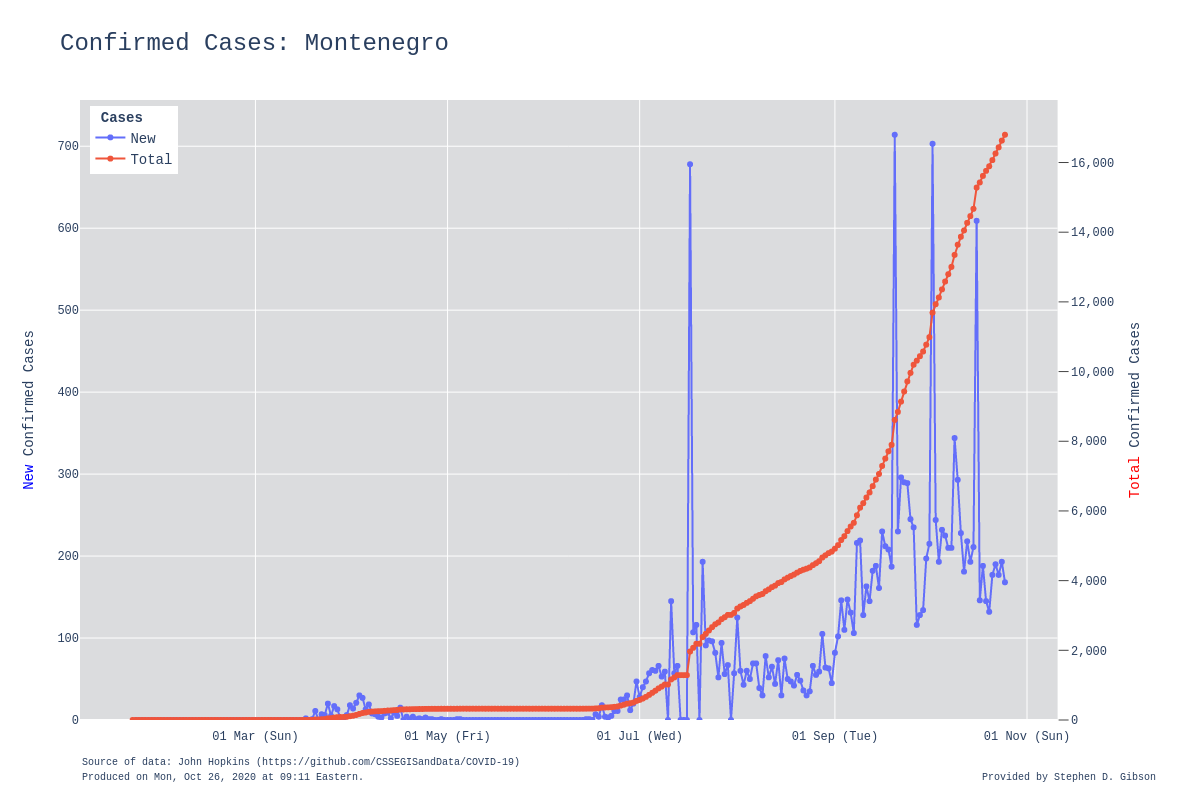 Confirmed Cases: Montenegro
Cases
New
Total
700
600
500
400
300
200
100
0
16,000
14,000
12,000
10,000
8,000
6,000
4,000
2,000
0
New Confirmed Cases
Total Confirmed Cases
01 Mar (Sun)
01 May (Fri)
01 Jul (Wed)
01 Sep (Tue)
01 Nov (Sun)
Source of data: John Hopkins (https://github.com/CSSEGISandData/COVID-19)
Produced on Mon, Oct 26, 2020 at 09:11 Eastern.
Provided by Stephen D. Gibson